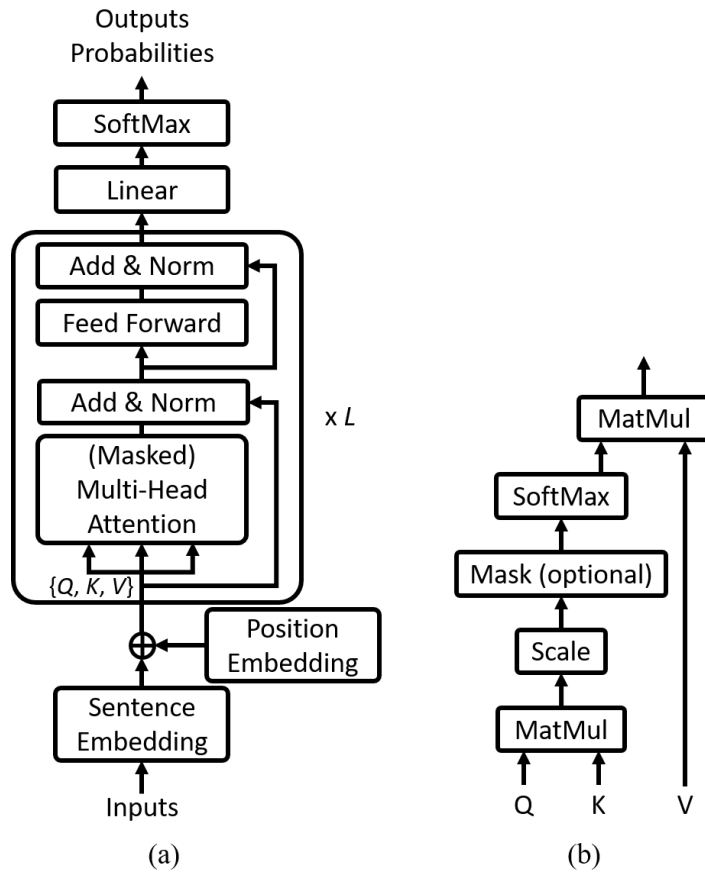 Outputs
Probabilities
SoftMax
Linear
Add & Norm
Feed Forward
Add & Norm
(Masked)
Multi-Head
Attention
x L
{Q, K, V}
Position
Embedding
Sentence
Embedding
Inputs
(a)
MatMul
SoftMax
Mask (optional)
Scale
MatMul
Q K V
(b)